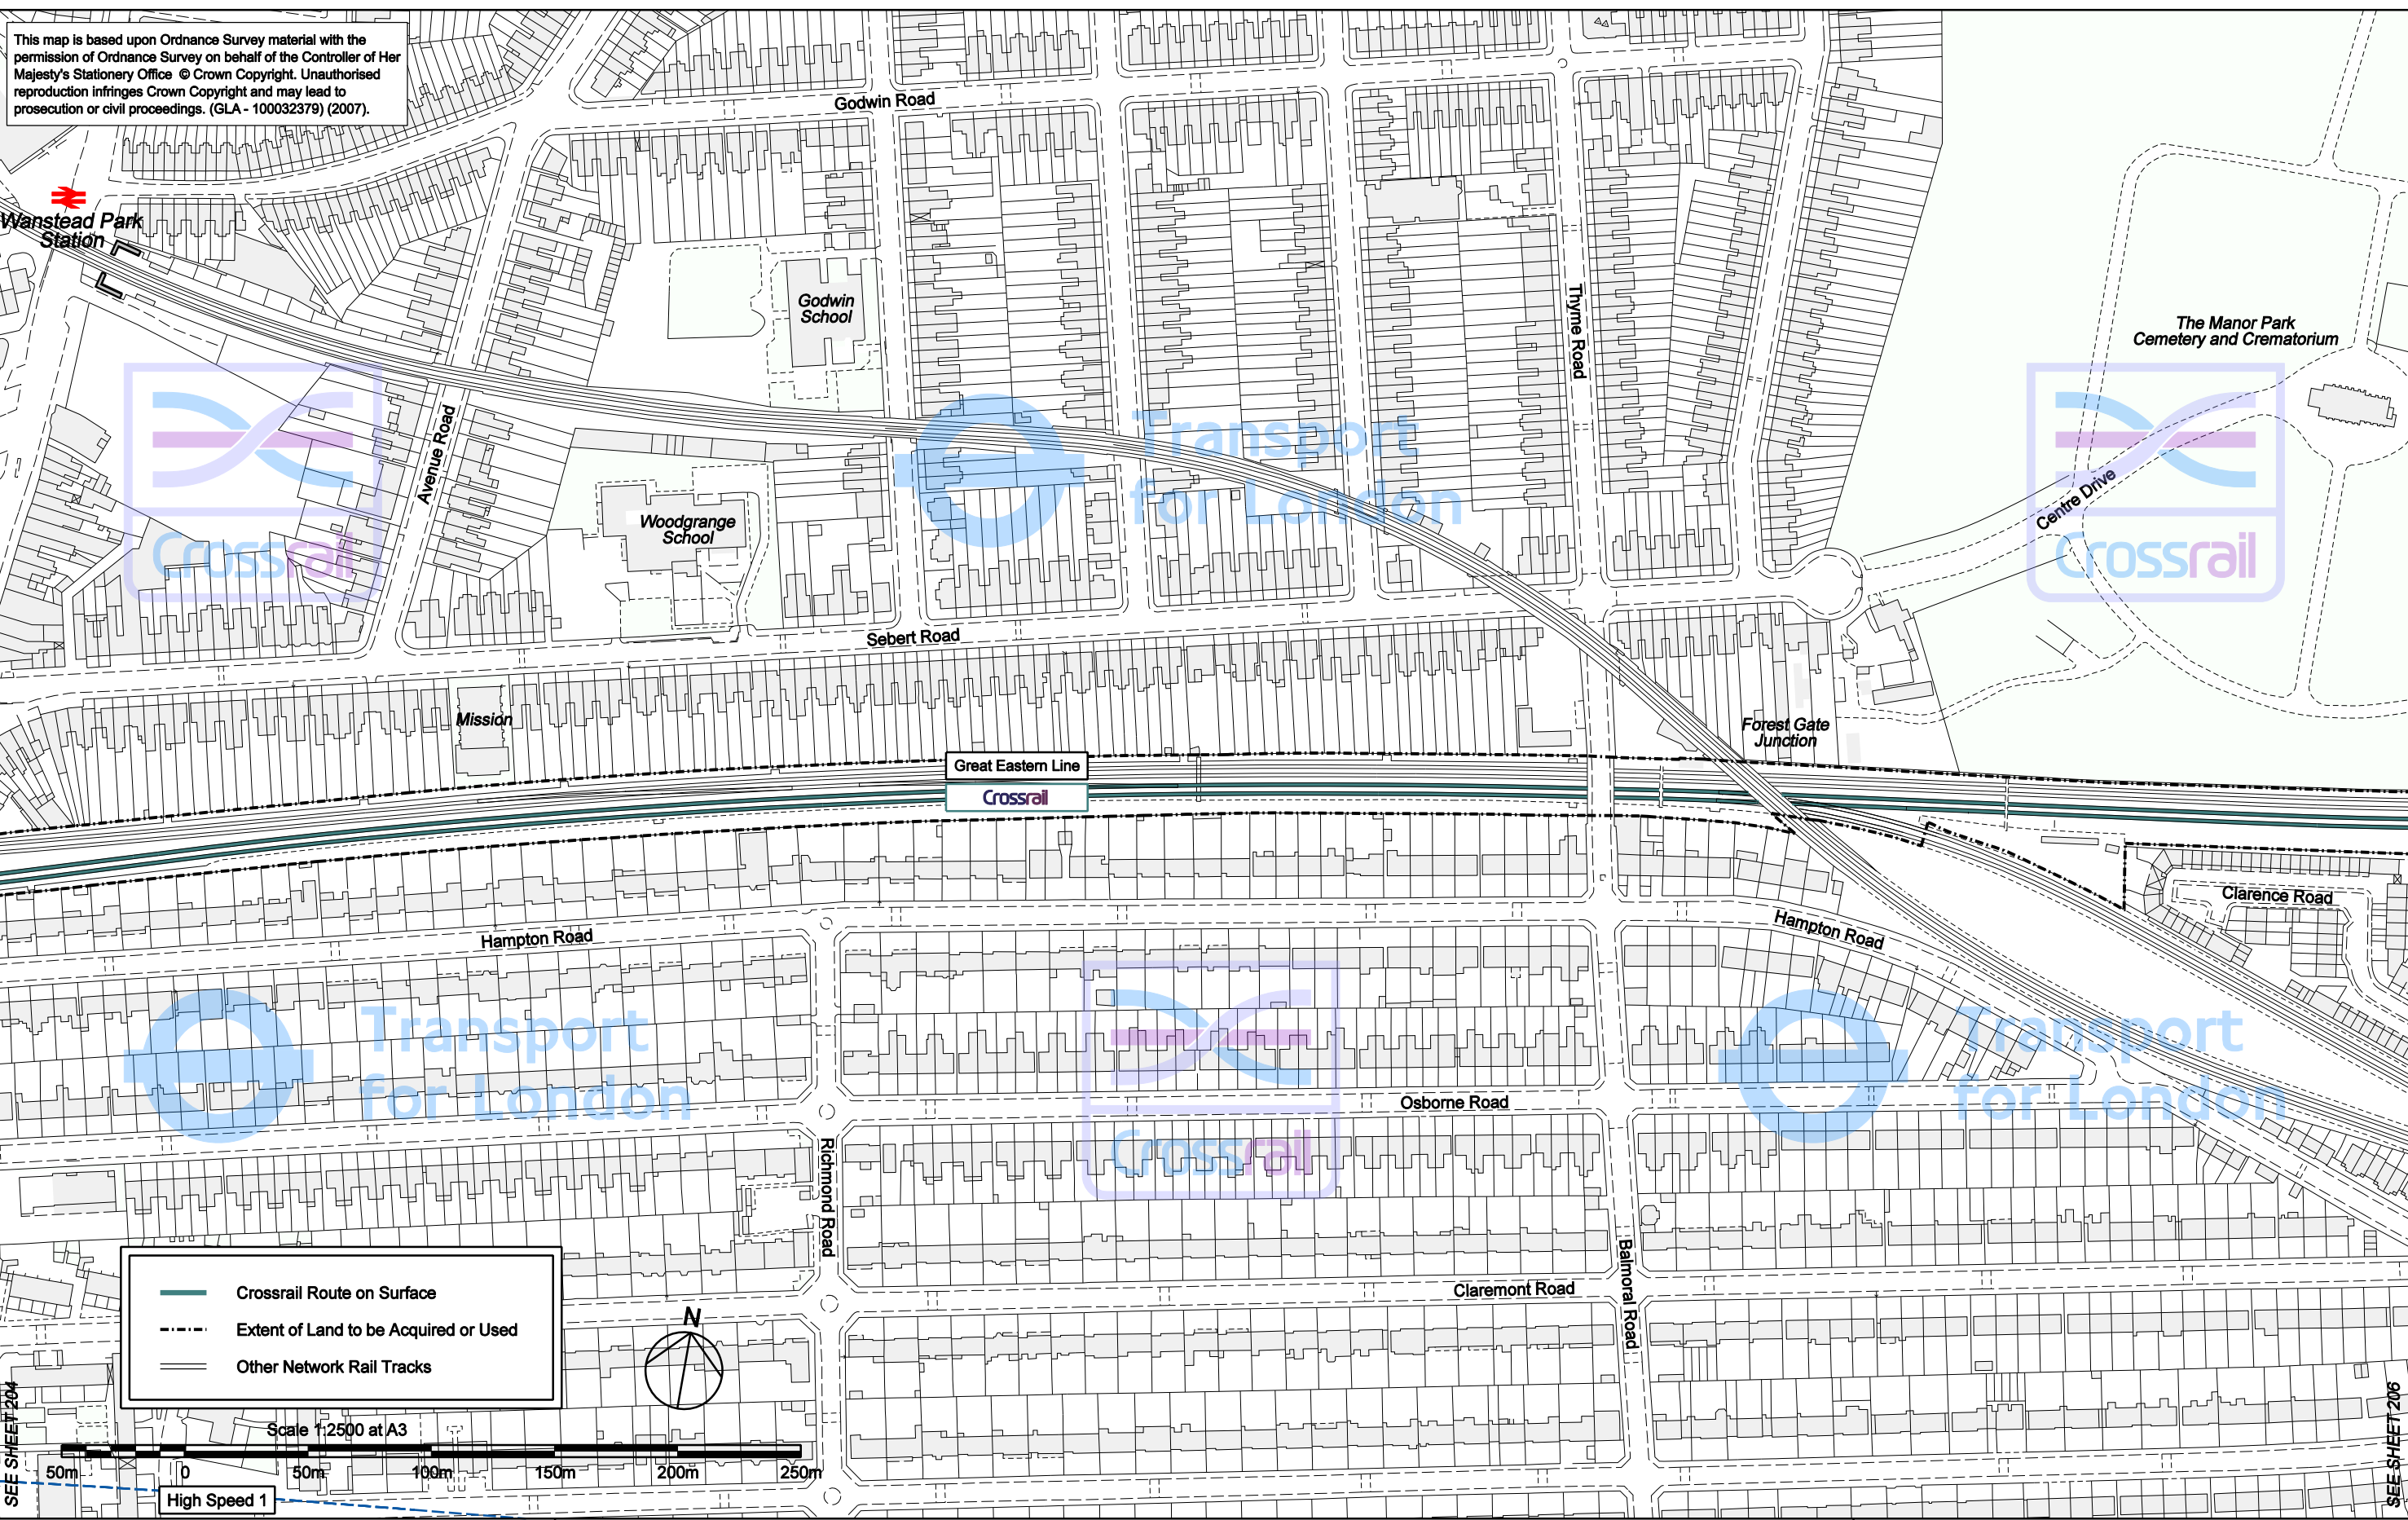 This map is based upon Ordnance Survey material with the
permission of Ordnance Survey on behalf of the Controller of Her
Majesty's Stationery Office © Crown Copyright. Unauthorised
reproduction infringes Crown Copyright and may lead to
prosecution or civil proceedings. (GLA - 100032379) (2007).
Godwin Road
Wanstead Park
Station
Godwin
School
Thyme Road
The Manor Park
Cemetery and Crematorium
Avenue Road
Transport
for London
Centre Drive
Woodgrange
School
Crossrail
Crossrail
Sebert Road
Mission
Forest Gate
Junction
Great Eastern Line
Crossrail
Clarence Road
Hampton Road
Hampton Road
Transport
for London
Transport
for London
Osborne Road
Crossrail
Richmond Road
Balmoral Road
Claremont Road
Crossrail Route on Surface
Extent of Land to be Acquired or Used
Other Network Rail Tracks
N
SEE SHEET 204
SEE SHEET 206
Scale 1:2500 at A3
50m 0 50m 100m 150m 200m 250m
High Speed 1